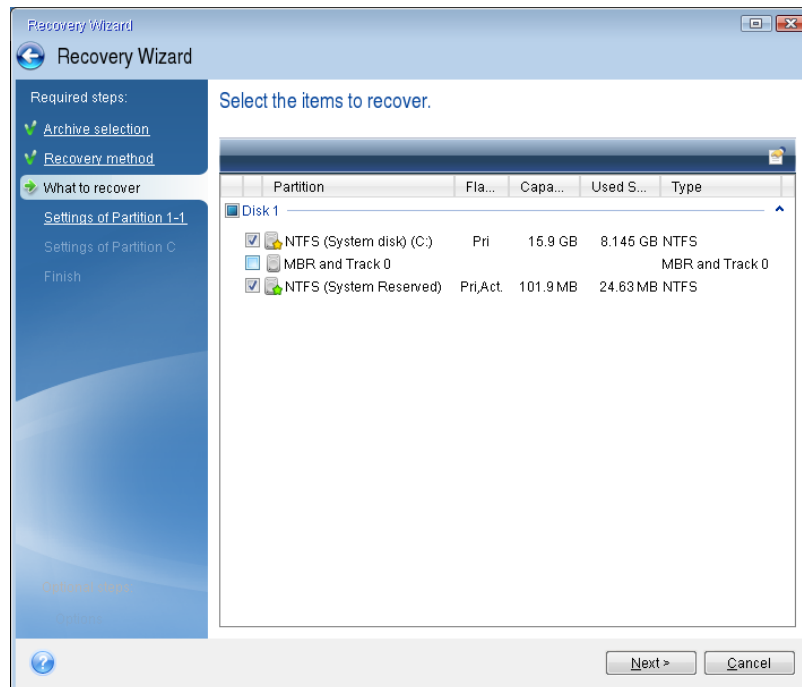 Recovery Wizard
Recovery Wizard
Required steps:
Archive selection
Recovery method
What to recover
Settings of Partition 1-1
Settings of Partition C
Finish
Options
Select the items to recover.
Partition Fla... Capa... Used S... Type
Disk 1
NTFS (System disk) (C:) Pri 15.9 GB 8.145 GB NTFS
MBR and Track 0 MBR and Track 0
NTFS (System Reserved) Pri,Act. 101.9 MB 24.63 MB NTFS
Next >
Cancel